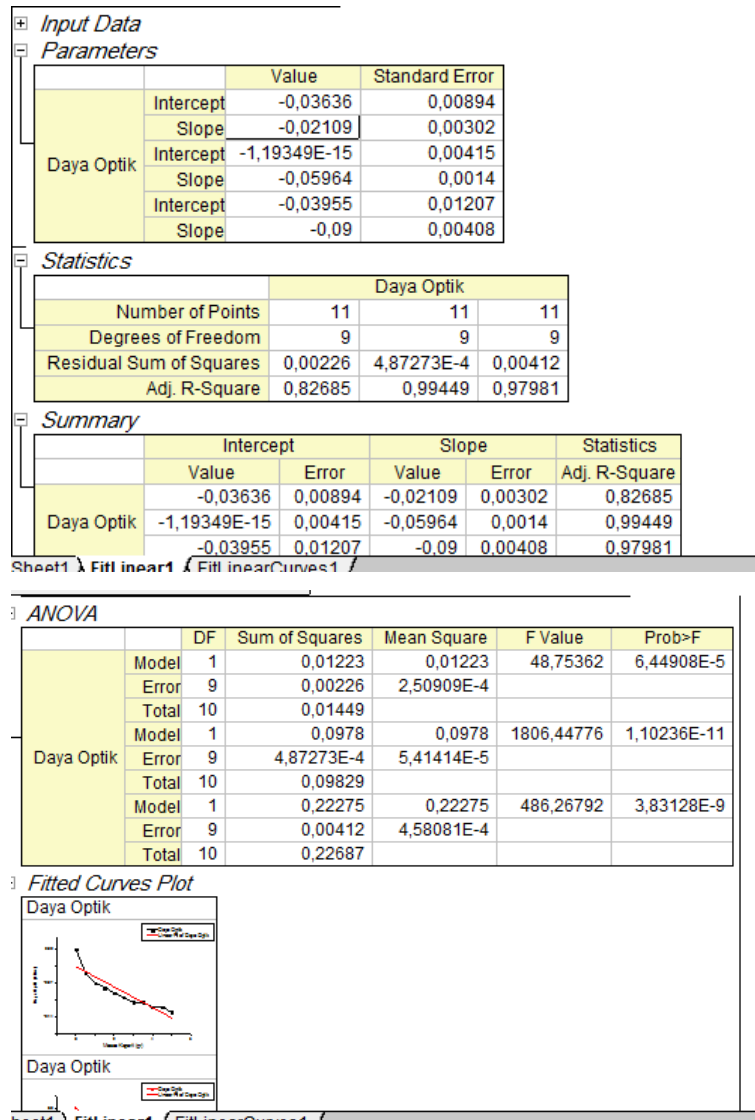 Input Data
Parameters
Value Standard Error
Daya Optik
Intercept -0,03636 0,00894
Slope -0,02109 0,00302
Intercept -1,19349E-15 0,00415
Slope -0,05964 0,0014
Intercept -0,03955 0,01207
Slope -0,09 0,00408
Statistics
Daya Optik
Number of Points 11 11 11
Degrees of Freedom 9 9 9
Residual Sum of Squares 0,00226 4,87273E-4 0,00412
Adj. R-Square 0,82685 0,99449 0,97981
Summary
Intercept Slope Statistics
Value Error Value Error Adj. R-Square
Daya Optik
-0,03636 0,00894 -0,02109 0,00302 0,82685
-1,19349E-15 0,00415 -0,05964 0,0014 0,99449
-0,03955 0,01207 -0,09 0,00408 0,97981
Sheet1 FitLinear1 FitLinearCurves1
ANOVA
DF Sum of Squares Mean Square F Value Prob>F
Daya Optik
Model 1 0,01223 0,01223 48,75362 6,44908E-5
Error 9 0,00226 2,50909E-4
Total 10 0,01449
Model 1 0,0978 0,0978 1806,44776 1,10236E-11
Error 9 4,87273E-4 5,41414E-5
Total 10 0,09829
Model 1 0,22275 0,22275 486,26792 3,83128E-9
Error 9 0,00412 4,58081E-4
Total 10 0,22687
Fitted Curves Plot
Daya Optik
Daya Optik